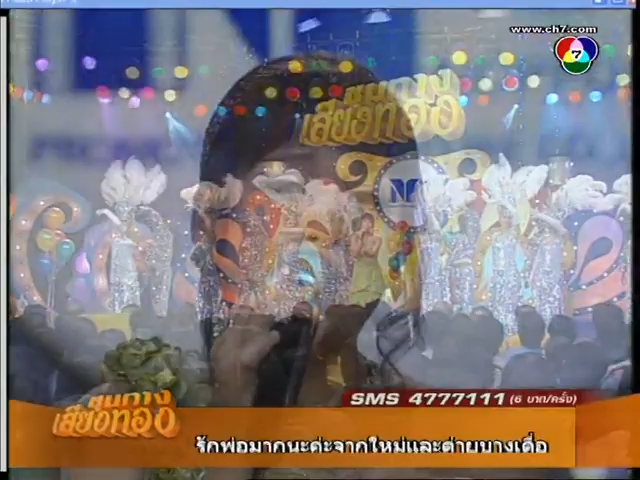 www.ch7.com
7
ชุมทาง
เสียงทอง
SMS 4777111 (6 บาท/ครั้ง)
ชุมทาง
เสียงทอง
รักพ่อมากนะค่ะจากใหม่และต่ายบางเดื่อ